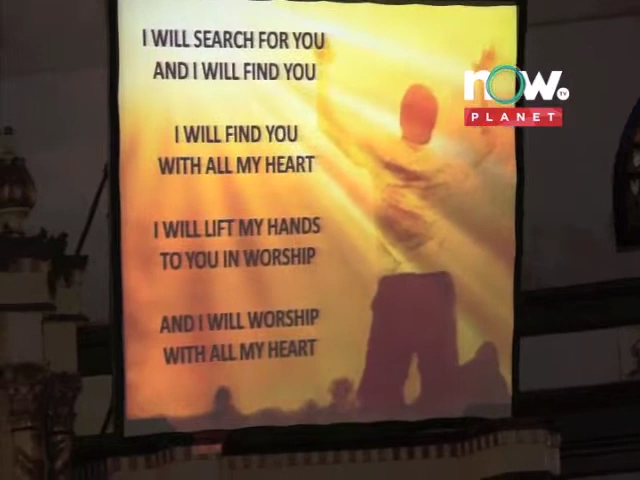 I WILL SEARCH FOR YOU
AND I WILL FIND YOU
I WILL FIND YOU
WITH ALL MY HEART
I WILL LIFT MY HANDS
TO YOU IN WORSHIP
AND I WILL WORSHIP
WITH ALL MY HEART
now.
TV
PLANET